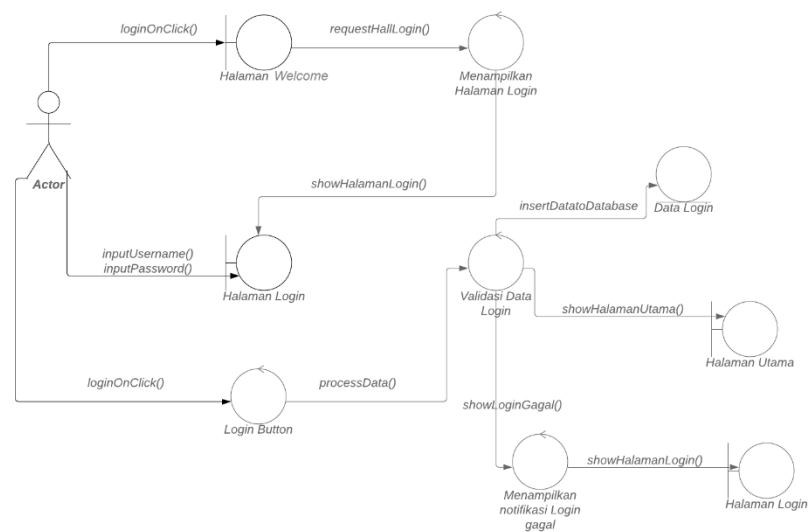 loginOnClick()
Halaman Welcome
requestHallLogin()
Menampilkan
Halaman Login
Actor
showHalamanLogin()
inputUsername()
inputPassword()
Halaman Login
insertDatatoDatabase
Data Login
Validasi Data
Login
showHalamanUtama()
Halaman Utama
loginOnClick()
Login Button
processData()
showLoginGagal()
Menampilkan
notifikasi Login
gagal
showHalamanLogin()
Halaman Login